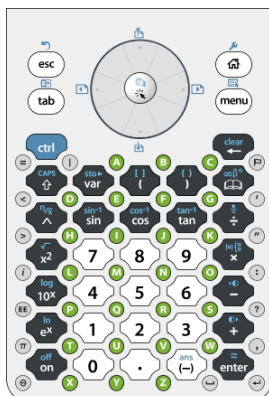 esc
tab
menu
ctrl
clear
= | A B C
CAPS sto▸ [ ] ( ) ∞β°
var ( )
< D E F G '
n√x sin⁻¹ cos⁻¹ tan⁻¹
^ sin cos tan ÷
> H I J K "
√
x² 7 8 9 ×
i L M N O :
log
10ˣ 4 5 6 −
EE P Q R S ?
ln
eˣ 1 2 3 +
π T U V W ,
off ans ≈
on 0 . (−) enter
θ X Y Z